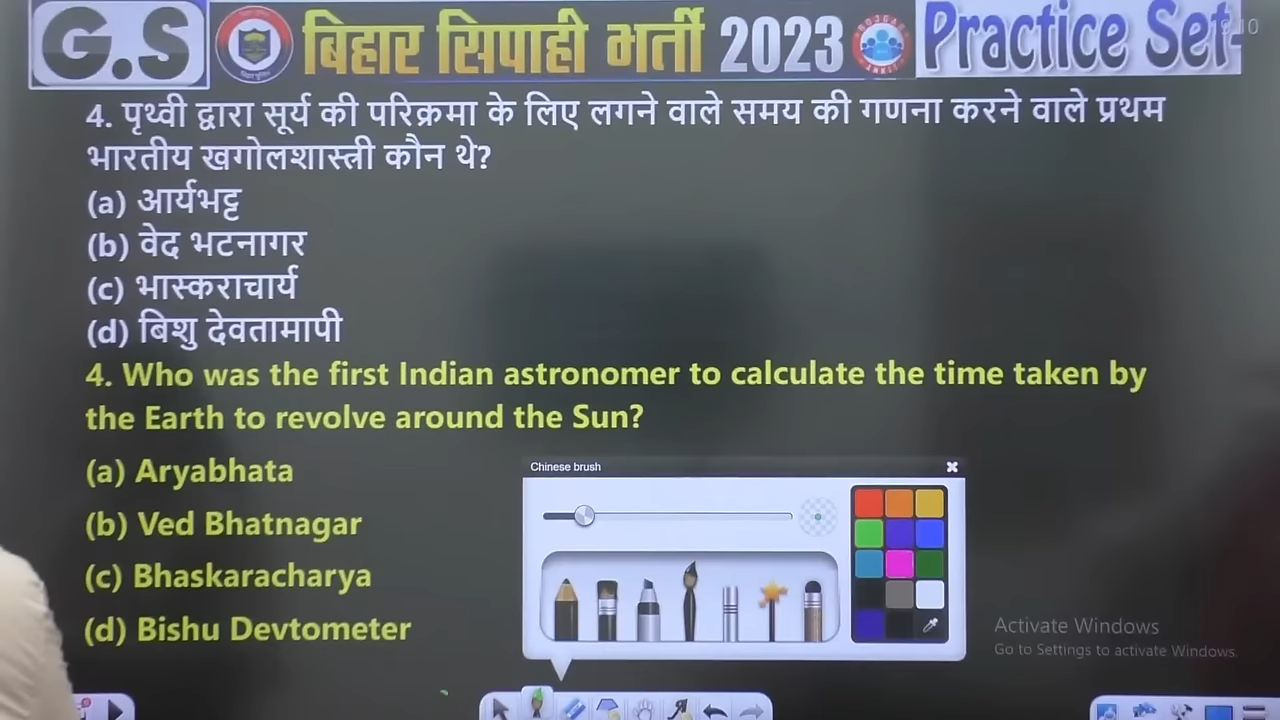 G.S बिहार सिपाही भर्ती 2023 Practice Set-
4. पृथ्वी द्वारा सूर्य की परिक्रमा के लिए लगने वाले समय की गणना करने वाले प्रथम
भारतीय खगोलशास्त्री कौन थे?
(a) आर्यभट्ट
(b) वेद भटनागर
(c) भास्कराचार्य
(d) बिशु देवतामापी
4. Who was the first Indian astronomer to calculate the time taken by
the Earth to revolve around the Sun?
(a) Aryabhata
(b) Ved Bhatnagar
(c) Bhaskaracharya
(d) Bishu Devtometer
Chinese brush
Activate Windows
Go to Settings to activate Windows.